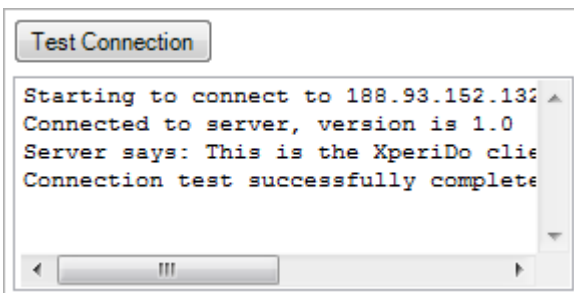 Test Connection
Starting to connect to 188.93.152.132
Connected to server, version is 1.0
Server says: This is the XperiDo clie
Connection test successfully complete